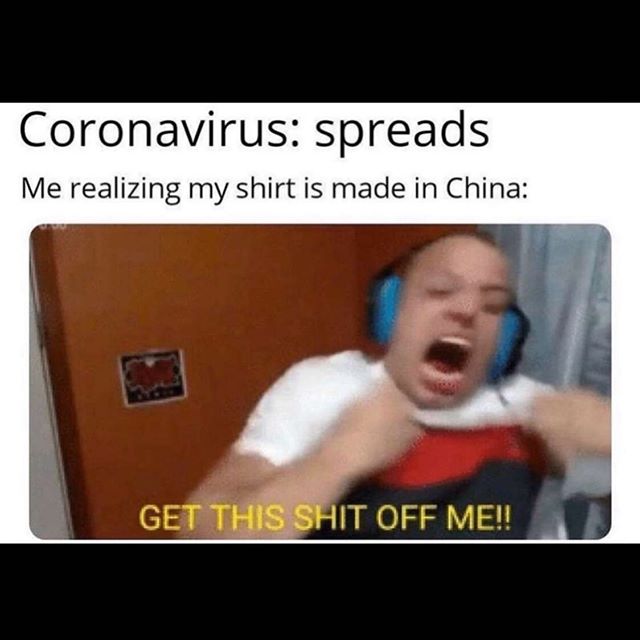 Coronavirus: spreads
Me realizing my shirt is made in China:
GET THIS SHIT OFF ME!!